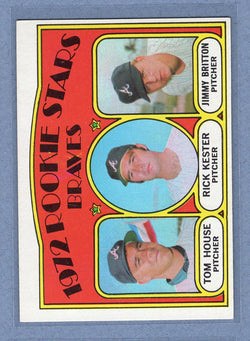 1972 ROOKIE STARS
BRAVES
JIMMY BRITTON
PITCHER
RICK KESTER
PITCHER
TOM HOUSE
PITCHER